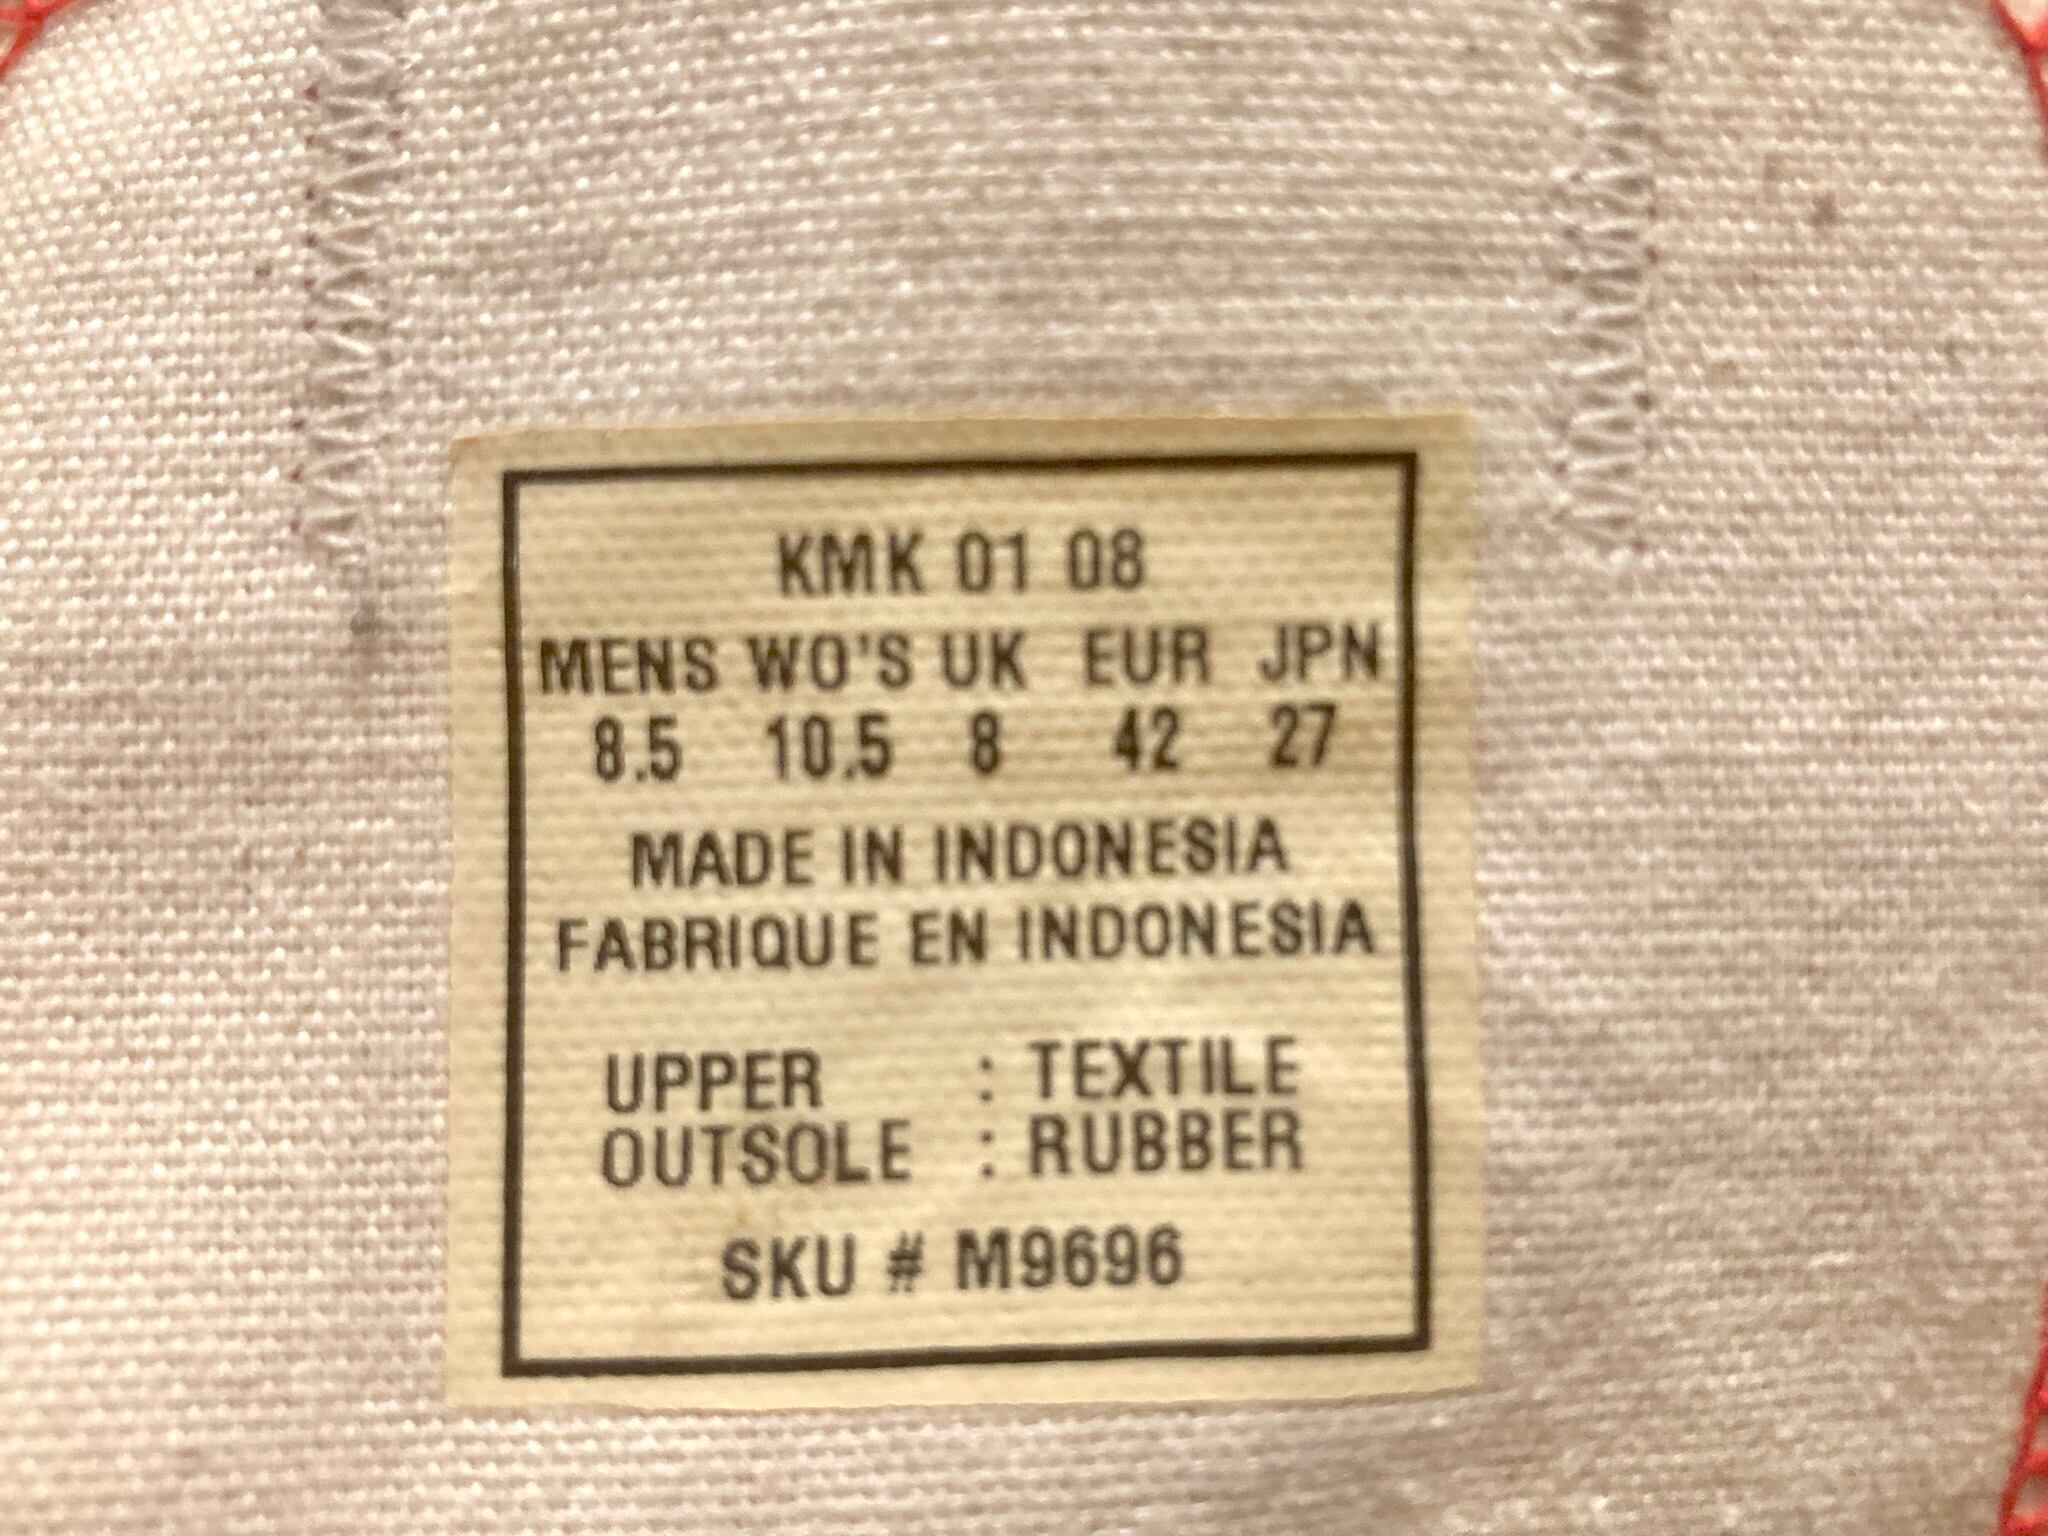 KMK 01 08
MENS WO'S UK EUR JPN
8.5 10.5 8 42 27
MADE IN INDONESIA
FABRIQUE EN INDONESIA
UPPER : TEXTILE
OUTSOLE : RUBBER
SKU # M9696